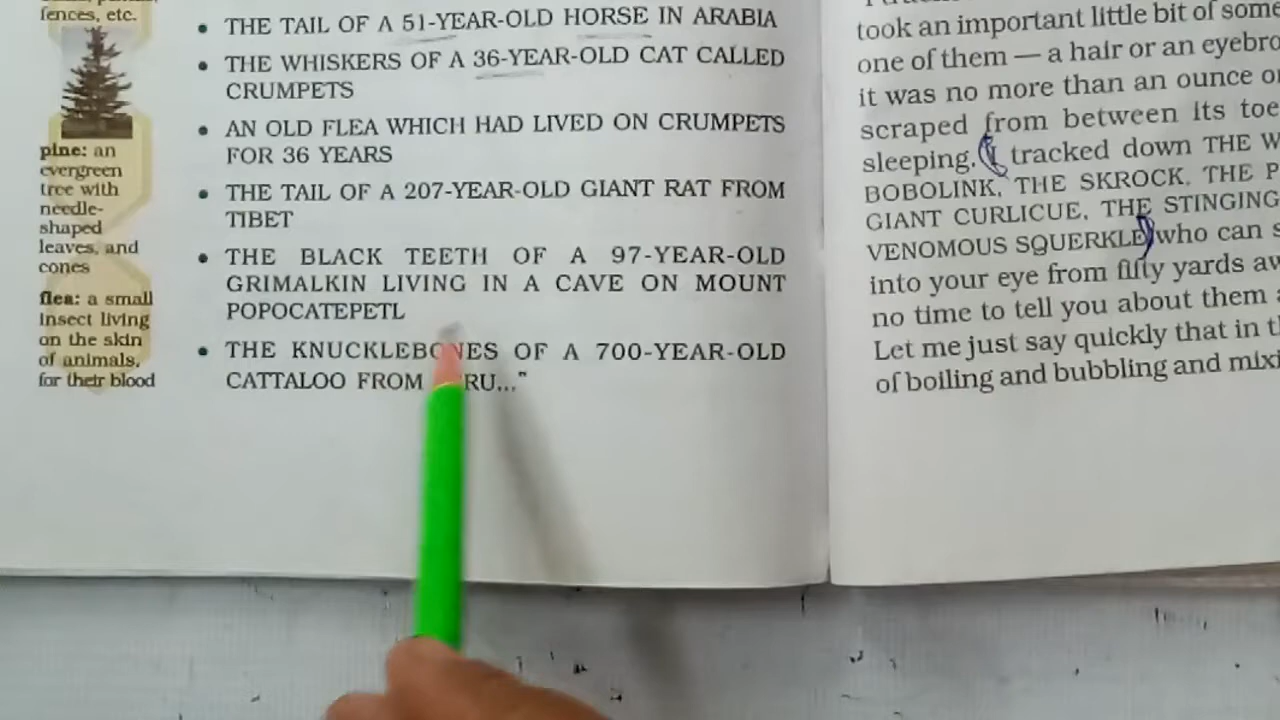 fences, etc.
pine: an
evergreen
tree with
needle-
shaped
leaves, and
cones
flea: a small
insect living
on the skin
of animals,
for their blood
• THE TAIL OF A 51-YEAR-OLD HORSE IN ARABIA
• THE WHISKERS OF A 36-YEAR-OLD CAT CALLED
CRUMPETS
• AN OLD FLEA WHICH HAD LIVED ON CRUMPETS
FOR 36 YEARS
• THE TAIL OF A 207-YEAR-OLD GIANT RAT FROM
TIBET
• THE BLACK TEETH OF A 97-YEAR-OLD
GRIMALKIN LIVING IN A CAVE ON MOUNT
POPOCATEPETL
• THE KNUCKLEBONES OF A 700-YEAR-OLD
CATTALOO FROM RU..."
took an important little bit of
one of them — a hair or an
it was no more than an ounce
scraped from between its
sleeping. I tracked down THE
BOBOLINK, THE SKROCK, THE
GIANT CURLICUE, THE STINGING
VENOMOUS SQUERKLE who can
into your eye from fifty yards
no time to tell you about them
Let me just say quickly that in
of boiling and bubbling and